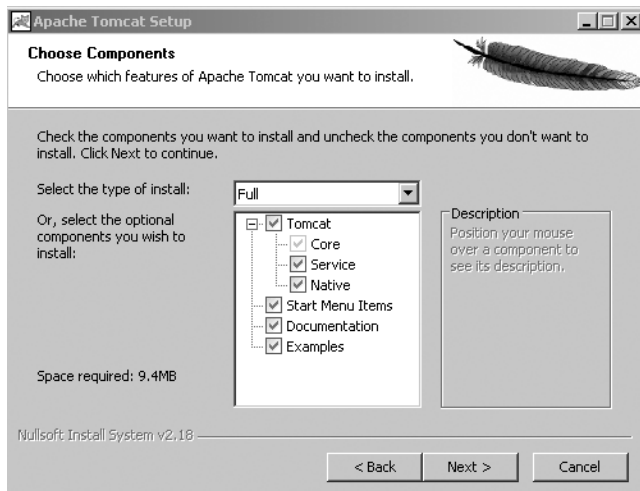 Apache Tomcat Setup
Choose Components
Choose which features of Apache Tomcat you want to install.
Check the components you want to install and uncheck the components you don't want to
install. Click Next to continue.
Select the type of install:
Full
Or, select the optional
components you wish to
install:
Tomcat
Core
Service
Native
Start Menu Items
Documentation
Examples
Description
Position your mouse
over a component to
see its description.
Space required: 9.4MB
Nullsoft Install System v2.18
< Back
Next >
Cancel